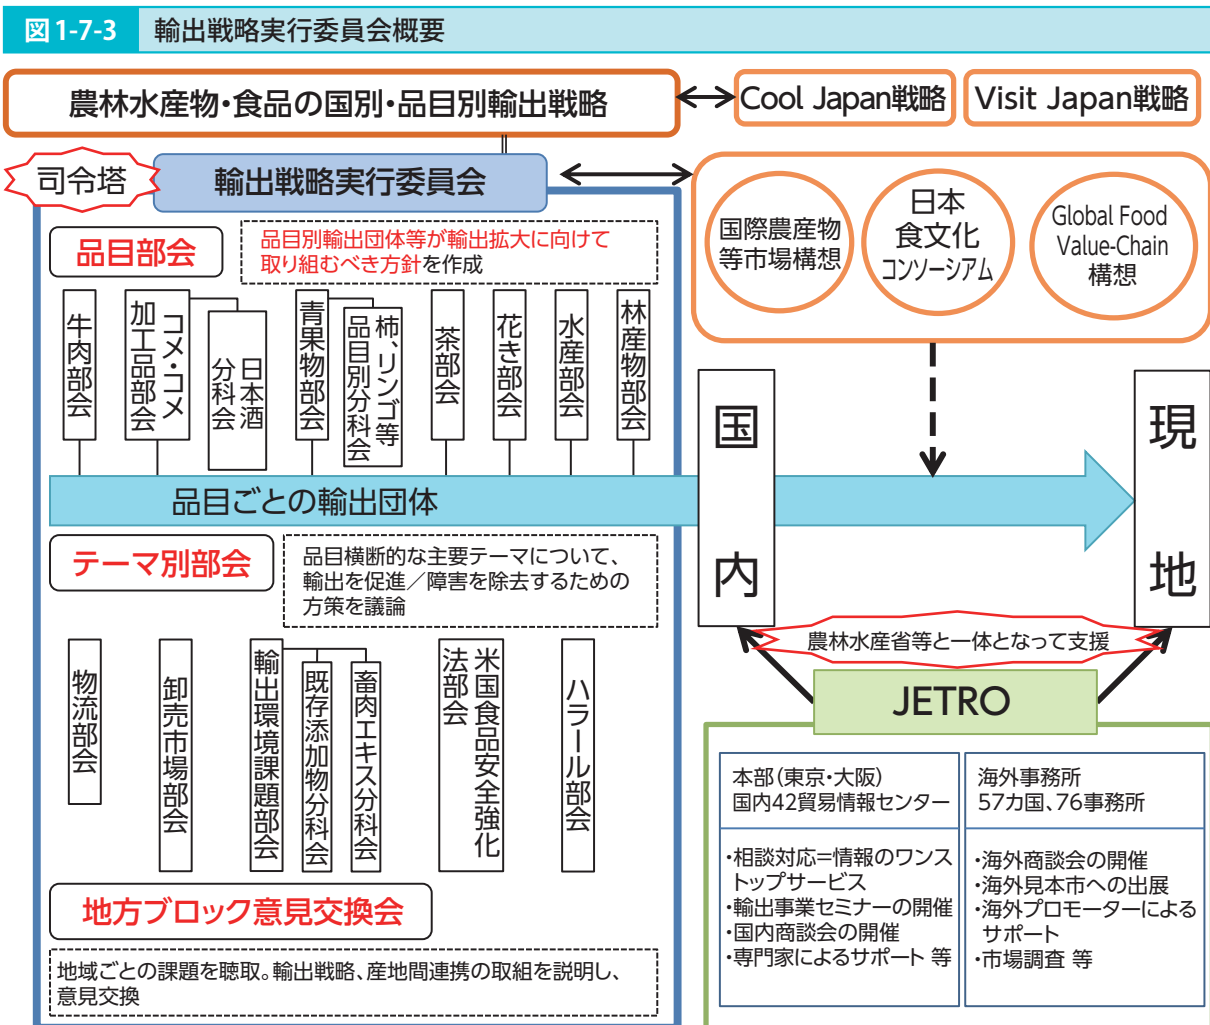 図1-7-3 輸出戦略実行委員会概要
農林水産物・食品の国別・品目別輸出戦略
Cool Japan戦略
Visit Japan戦略
司令塔
輸出戦略実行委員会
品目部会
品目別輸出団体等が輸出拡大に向けて
取り組むべき方針を作成
牛肉部会
コメ・コメ
加工品部会
日本酒
分科会
青果物部会
柿、リンゴ等
品目別分科会
茶部会
花き部会
水産部会
林産物部会
品目ごとの輸出団体
テーマ別部会
品目横断的な主要テーマについて、
輸出を促進／障害を除去するための
方策を議論
物流部会
卸売市場部会
輸出環境課題部会
既存添加物分科会
畜肉エキス分科会
米国食品安全強化
法部会
ハラール部会
地方ブロック意見交換会
地域ごとの課題を聴取。輸出戦略、産地間連携の取組を説明し、
意見交換
国際農産物
等市場構想
日本
食文化
コンソーシアム
Global Food
Value-Chain
構想
国内
現地
農林水産省等と一体となって支援
JETRO
本部（東京・大阪）
国内42貿易情報センター
・相談対応＝情報のワンス
トップサービス
・輸出事業セミナーの開催
・国内商談会の開催
・専門家によるサポート 等
海外事務所
57カ国、76事務所
・海外商談会の開催
・海外見本市への出展
・海外プロモーターによる
サポート
・市場調査 等